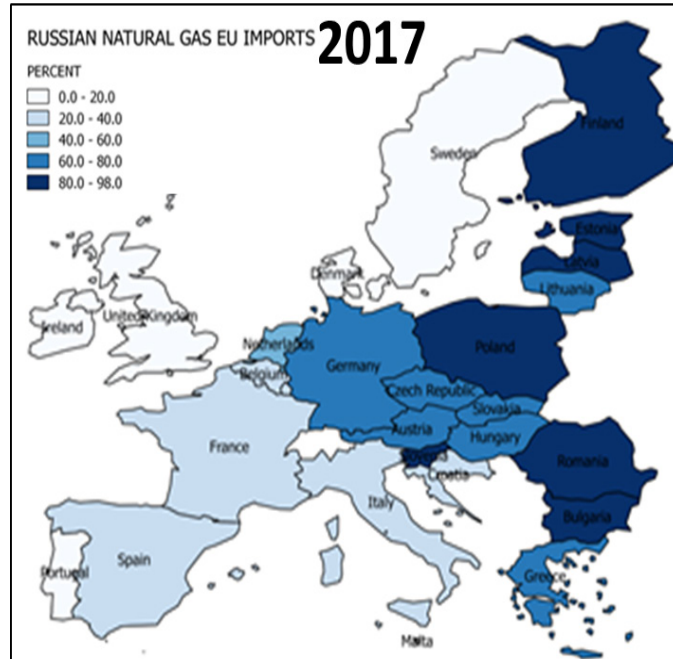 RUSSIAN NATURAL GAS EU IMPORTS 2017
PERCENT
0.0 - 20.0
20.0 - 40.0
40.0 - 60.0
60.0 - 80.0
80.0 - 98.0
Finland
Sweden
Estonia
Latvia
Denmark
Lithuania
Ireland
United Kingdom
Netherlands
Poland
Belgium
Germany
Czech Republic
Slovakia
Austria
Hungary
France
Slovenia
Romania
Croatia
Italy
Bulgaria
Spain
Portugal
Greece
Malta